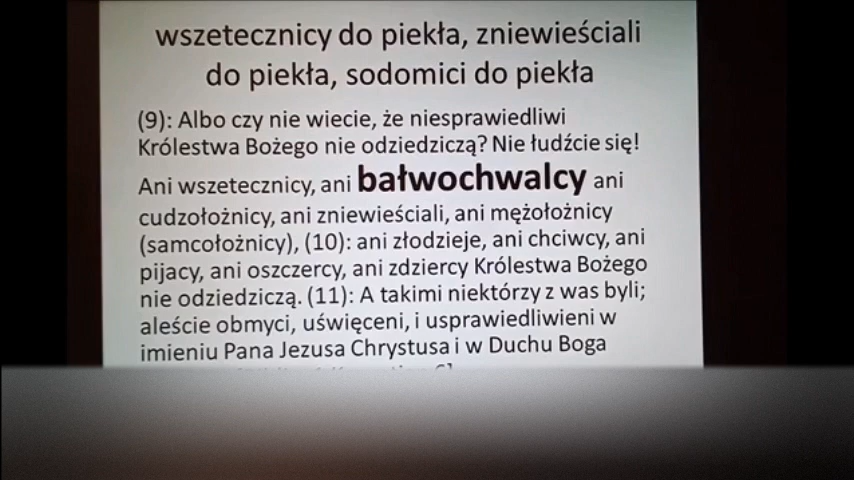 wszetecznicy do piekła, zniewieściali
do piekła, sodomici do piekła
(9): Albo czy nie wiecie, że niesprawiedliwi
Królestwa Bożego nie odziedziczą? Nie łudźcie się!
Ani wszetecznicy, ani bałwochwalcy ani
cudzołożnicy, ani zniewieściali, ani mężołożnicy
(samcołożnicy), (10): ani złodzieje, ani chciwcy, ani
pijacy, ani oszczercy, ani zdziercy Królestwa Bożego
nie odziedziczą. (11): A takimi niektórzy z was byli;
aleście obmyci, uświęceni, i usprawiedliwieni w
imieniu Pana Jezusa Chrystusa i w Duchu Boga